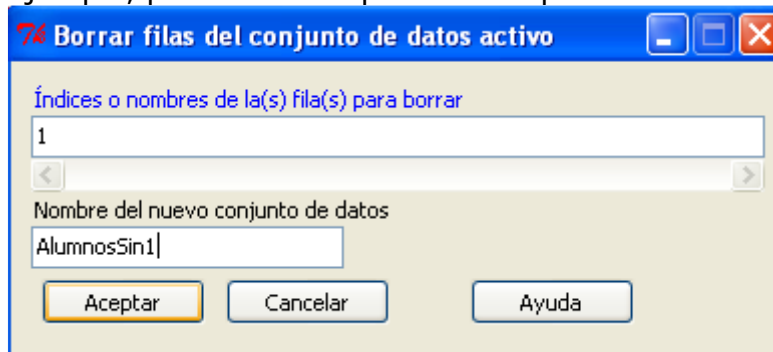 Borrar filas del conjunto de datos activo
Índices o nombres de la(s) fila(s) para borrar
1
Nombre del nuevo conjunto de datos
AlumnosSin1
Aceptar Cancelar Ayuda